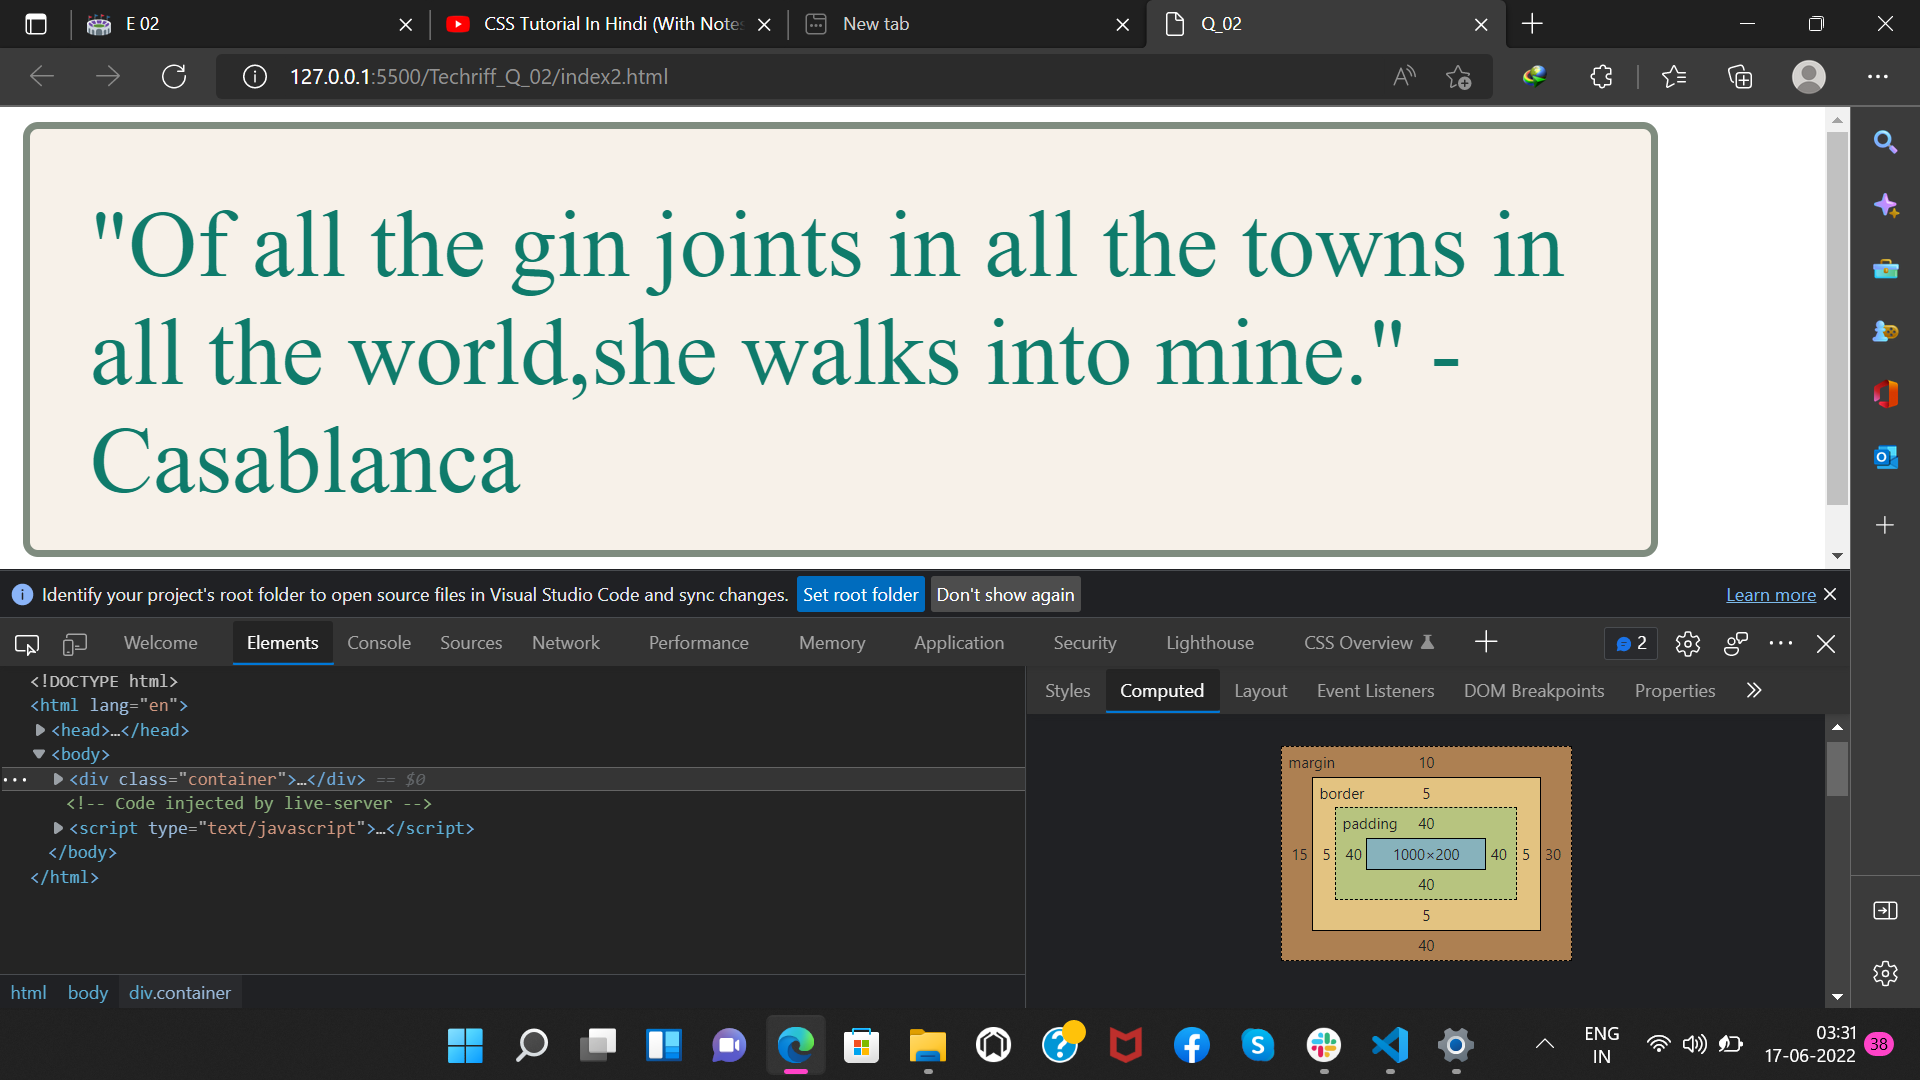 E 02
CSS Tutorial In Hindi (With Notes
New tab
Q_02
127.0.0.1:5500/Techriff_Q_02/index2.html
"Of all the gin joints in all the towns in
all the world,she walks into mine." -
Casablanca
Identify your project's root folder to open source files in Visual Studio Code and sync changes. Set root folder Don't show again Learn more
Welcome Elements Console Sources Network Performance Memory Application Security Lighthouse CSS Overview 2
<!DOCTYPE html>
<html lang="en">
<head>…</head>
<body>
<div class="container">…</div> == $0
<!-- Code injected by live-server -->
<script type="text/javascript">…</script>
</body>
</html>
html body div.container
Styles Computed Layout Event Listeners DOM Breakpoints Properties
margin 10
border 5
padding 40
15 5 40 1000×200 40 5 30
40
5
40
ENG
IN
03:31
17-06-2022
38